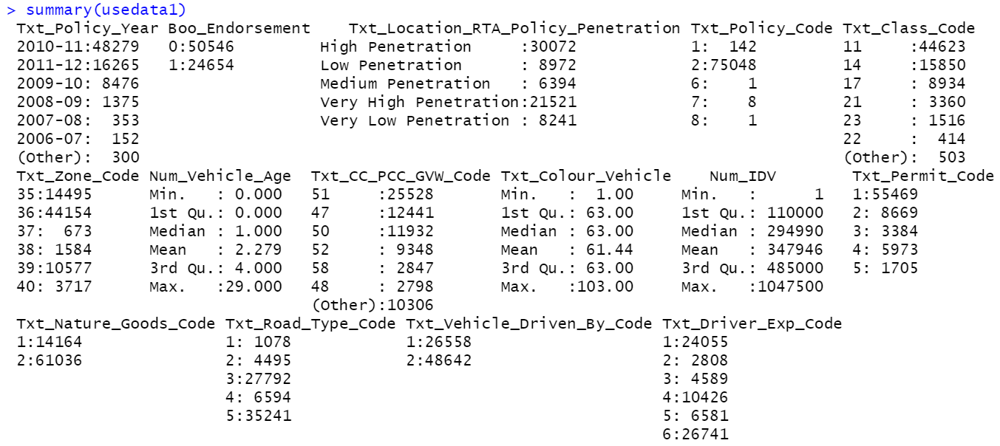 > summary(usedata1)
 Txt_Policy_Year Boo_Endorsement    Txt_Location_RTA_Policy_Penetration Txt_Policy_Code Txt_Class_Code
 2010-11:48279   0:50546         High Penetration     :30072            1:  142         11     :44623
 2011-12:16265   1:24654         Low Penetration      : 8972            2:75048         14     :15850
 2009-10: 8476                   Medium Penetration   : 6394            6:    1         17     : 8934
 2008-09: 1375                   Very High Penetration:21521            7:    8         21     : 3360
 2007-08:  353                   Very Low Penetration : 8241            8:    1         23     : 1516
 2006-07:  152                                                                          22     :  414
 (Other):  300                                                                          (Other):  503
 Txt_Zone_Code Num_Vehicle_Age  Txt_CC_PCC_GVW_Code Txt_Colour_Vehicle    Num_IDV        Txt_Permit_Code
 35:14495      Min.   : 0.000   51     :25528       Min.   :  1.00     Min.   :      1   1:55469
 36:44154      1st Qu.: 0.000   47     :12441       1st Qu.: 63.00     1st Qu.: 110000   2: 8669
 37:  673      Median : 1.000   50     :11932       Median : 63.00     Median : 294990   3: 3384
 38: 1584      Mean   : 2.279   52     : 9348       Mean   : 61.44     Mean   : 347946   4: 5973
 39:10577      3rd Qu.: 4.000   58     : 2847       3rd Qu.: 63.00     3rd Qu.: 485000   5: 1705
 40: 3717      Max.   :29.000   48     : 2798       Max.   :103.00     Max.   :1047500
                                (Other):10306
 Txt_Nature_Goods_Code Txt_Road_Type_Code Txt_Vehicle_Driven_By_Code Txt_Driver_Exp_Code
 1:14164               1: 1078            1:26558                    1:24055
 2:61036               2: 4495            2:48642                    2: 2808
                       3:27792                                       3: 4589
                       4: 6594                                       4:10426
                       5:35241                                       5: 6581
                                                                     6:26741